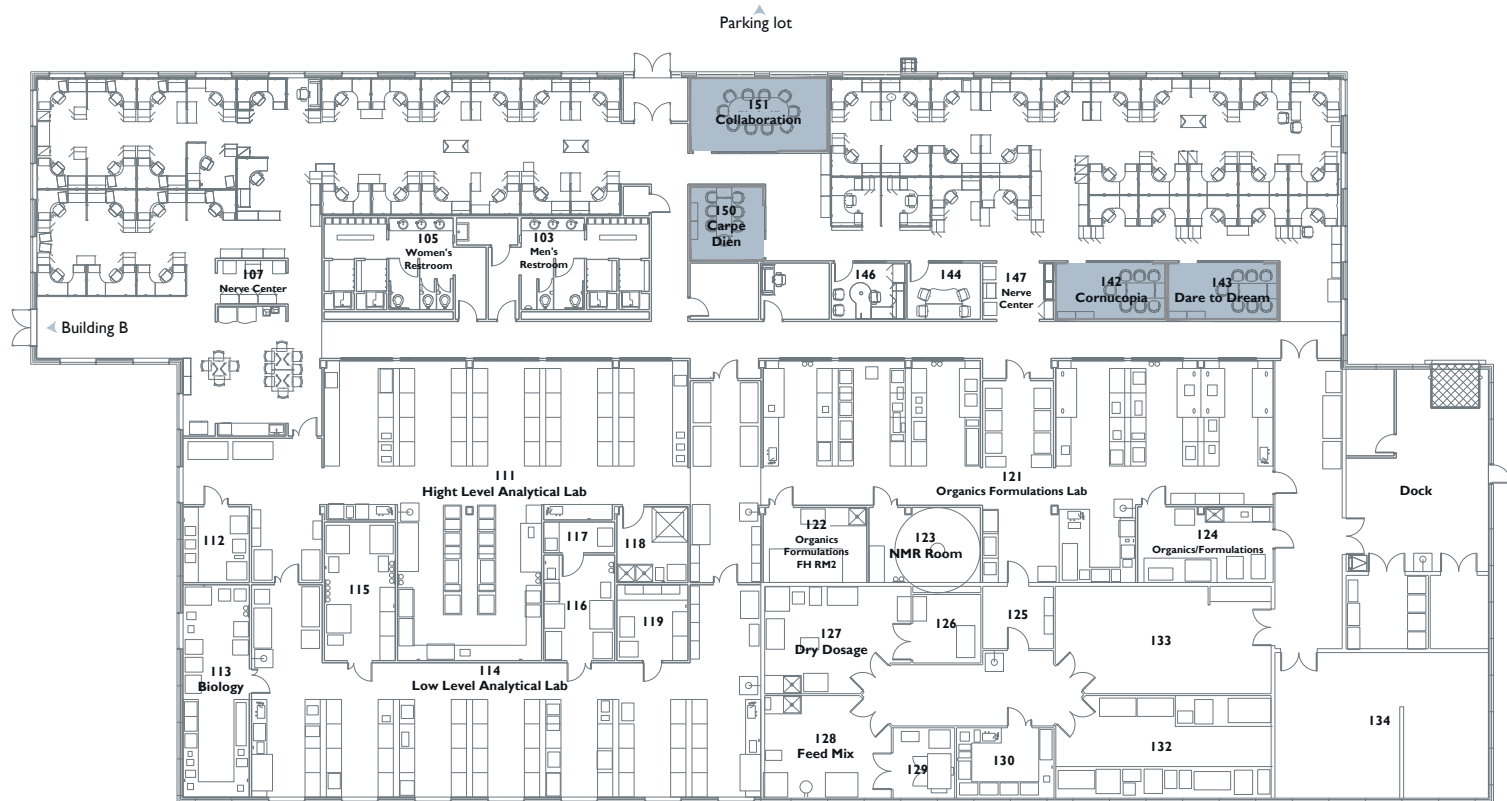 Parking lot
151
Collaboration
150
Carpe
Dien
105
Women's
Restroom
103
Men's
Restroom
107
Nerve Center
146
144
147
Nerve
Center
142
Cornucopia
143
Dare to Dream
Building B
111
Hight Level Analytical Lab
121
Organics Formulations Lab
Dock
112
117
118
122
Organics
Formulations
FH RM2
123
NMR Room
124
Organics/Formulations
115
116
119
125
126
127
Dry Dosage
133
113
Biology
114
Low Level Analytical Lab
128
Feed Mix
129
130
132
134